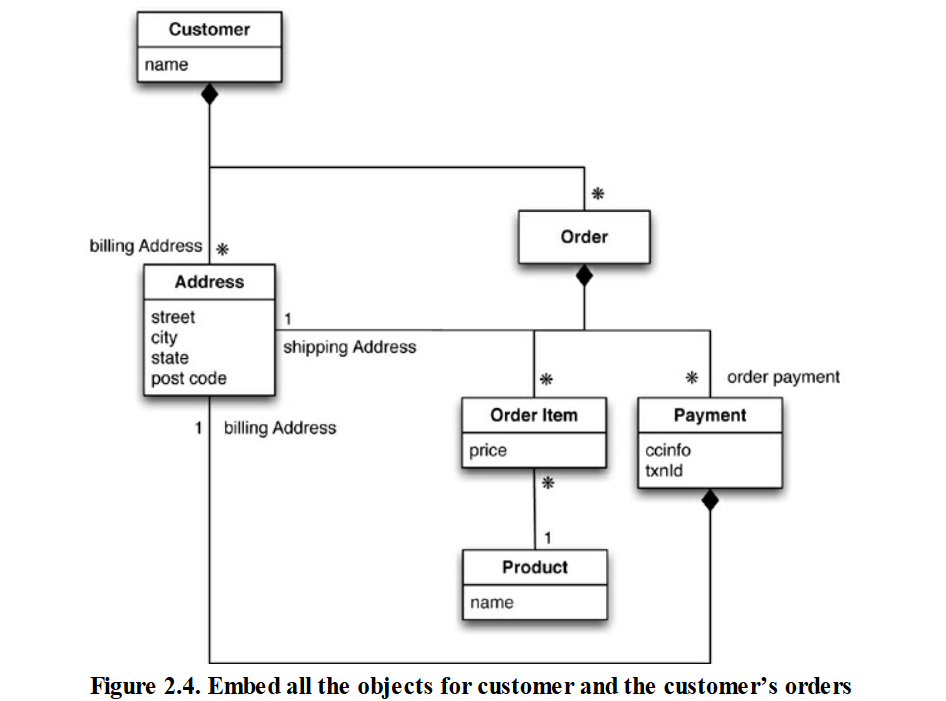 Customer
name
*
Order
billing Address *
Address
street
city
state
post code
1
shipping Address
*
* order payment
Order Item
price
Payment
ccinfo
txnId
1 billing Address
*
1
Product
name
Figure 2.4. Embed all the objects for customer and the customer's orders